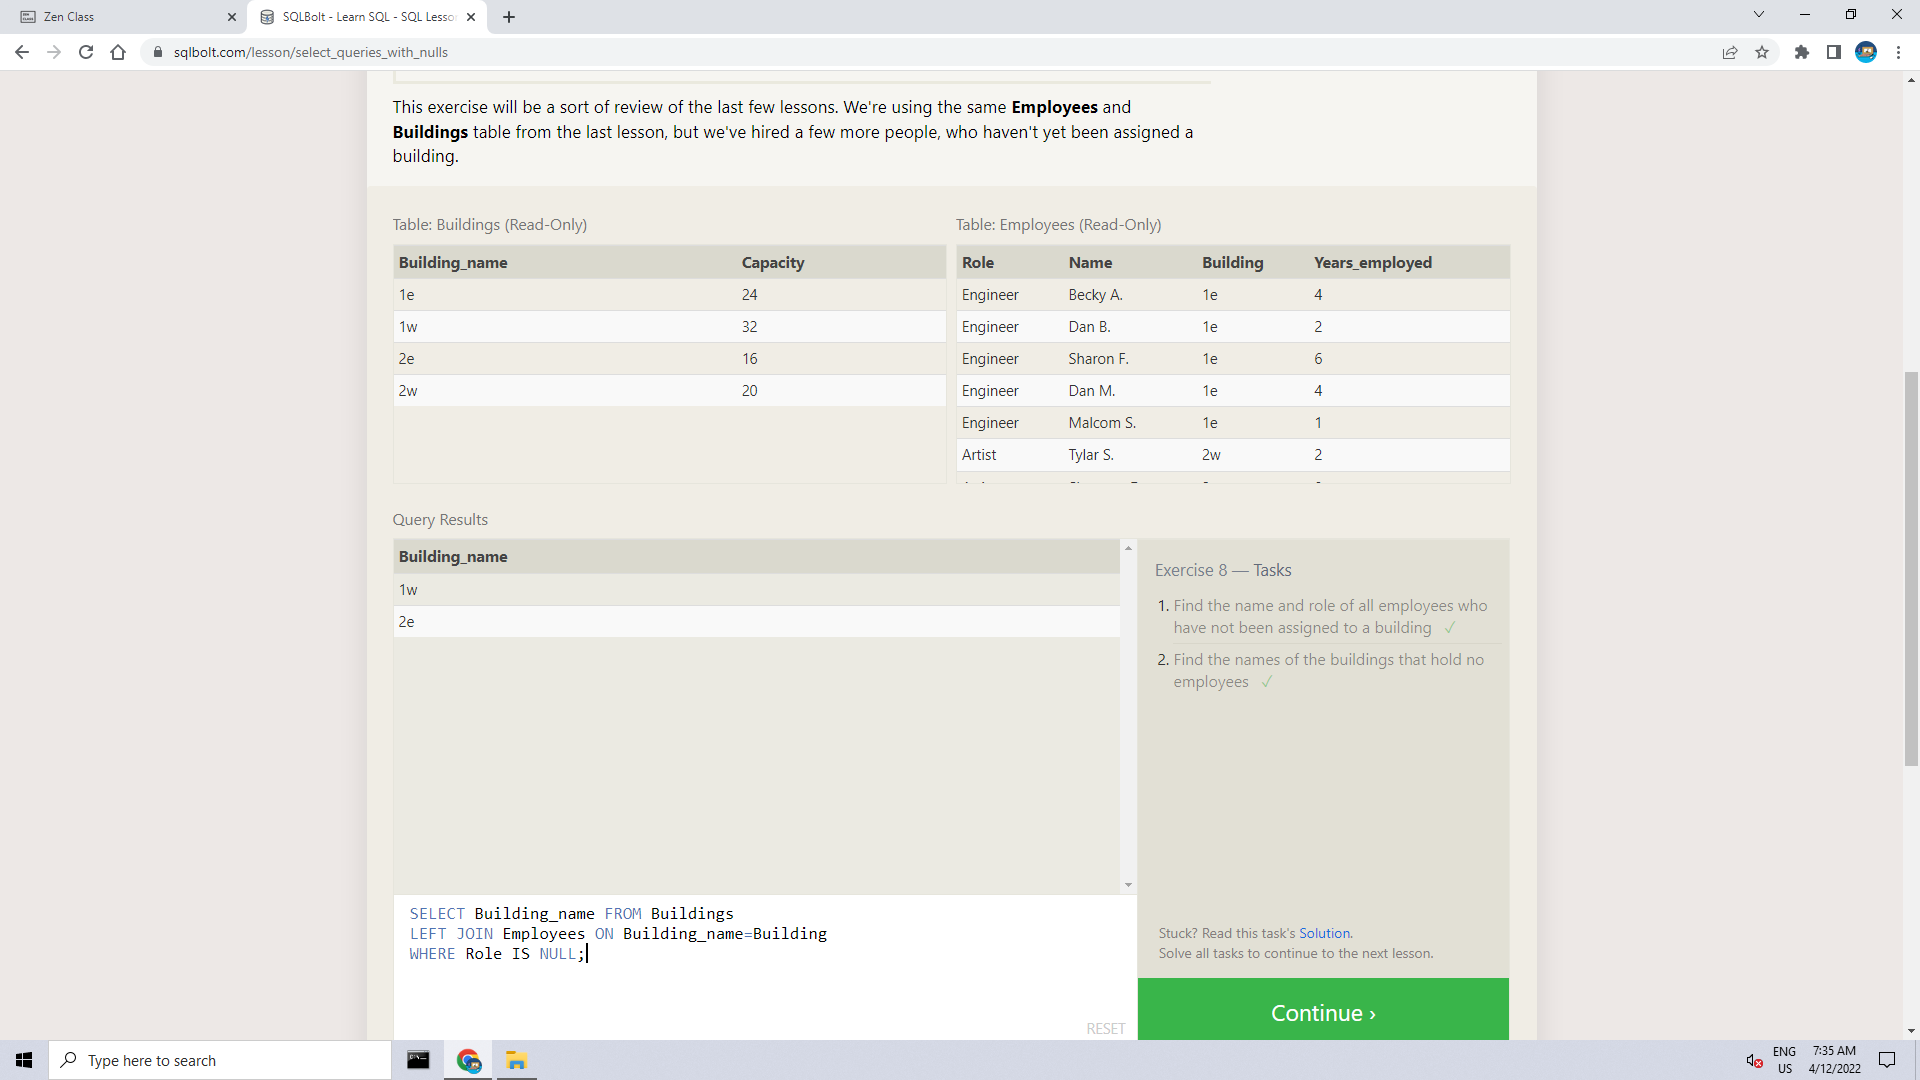 Zen Class
SQLBolt - Learn SQL - SQL Lesso
sqlbolt.com/lesson/select_queries_with_nulls
This exercise will be a sort of review of the last few lessons. We're using the same Employees and
Buildings table from the last lesson, but we've hired a few more people, who haven't yet been assigned a
building.
Table: Buildings (Read-Only)
Building_name Capacity
1e 24
1w 32
2e 16
2w 20
Table: Employees (Read-Only)
Role Name Building Years_employed
Engineer Becky A. 1e 4
Engineer Dan B. 1e 2
Engineer Sharon F. 1e 6
Engineer Dan M. 1e 4
Engineer Malcom S. 1e 1
Artist Tylar S. 2w 2
Query Results
Building_name
1w
2e
Exercise 8 — Tasks
1. Find the name and role of all employees who
have not been assigned to a building ✓
2. Find the names of the buildings that hold no
employees ✓
SELECT Building_name FROM Buildings
LEFT JOIN Employees ON Building_name=Building
WHERE Role IS NULL;
RESET
Stuck? Read this task's Solution.
Solve all tasks to continue to the next lesson.
Continue ›
Type here to search
ENG
US
7:35 AM
4/12/2022